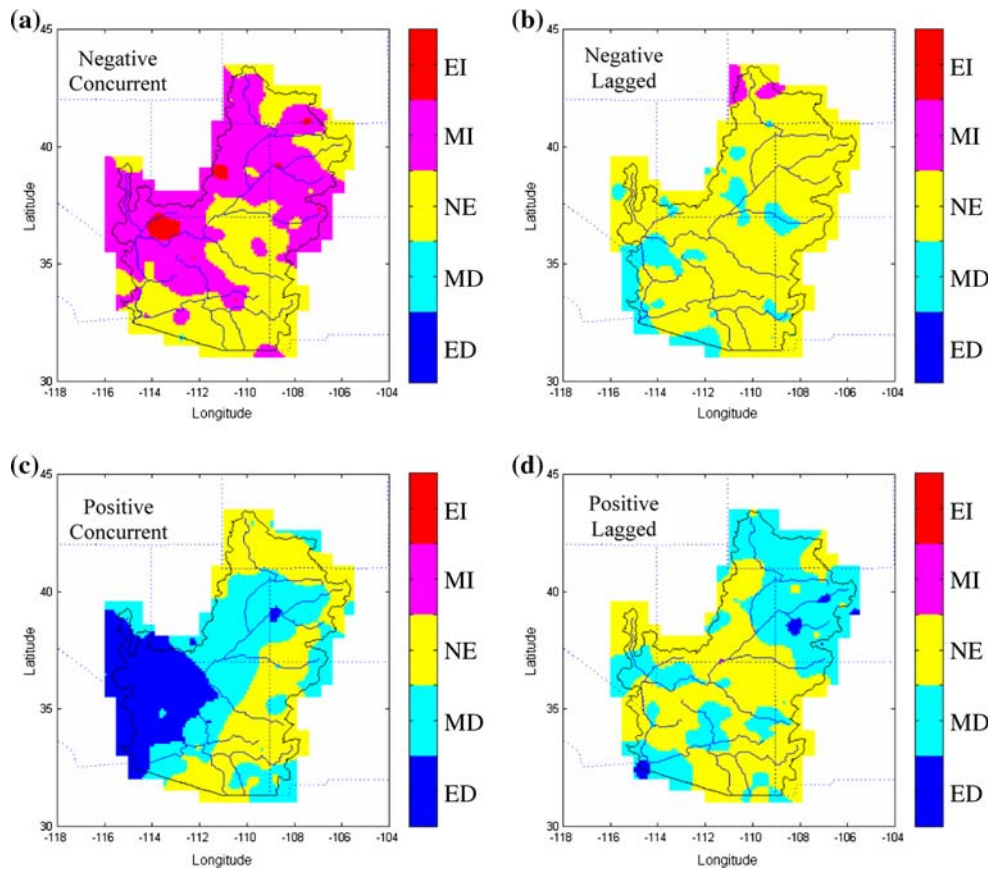 (a)
Negative
Concurrent
45
40
35
30
Latitude
-118 -116 -114 -112 -110 -108 -106 -104
Longitude
EI
MI
NE
MD
ED
(b)
Negative
Lagged
45
40
35
30
Latitude
-118 -116 -114 -112 -110 -108 -106 -104
Longitude
EI
MI
NE
MD
ED
(c)
Positive
Concurrent
45
40
35
30
Latitude
-118 -116 -114 -112 -110 -108 -106 -104
Longitude
EI
MI
NE
MD
ED
(d)
Positive
Lagged
45
40
35
30
Latitude
-118 -116 -114 -112 -110 -108 -106 -104
Longitude
EI
MI
NE
MD
ED